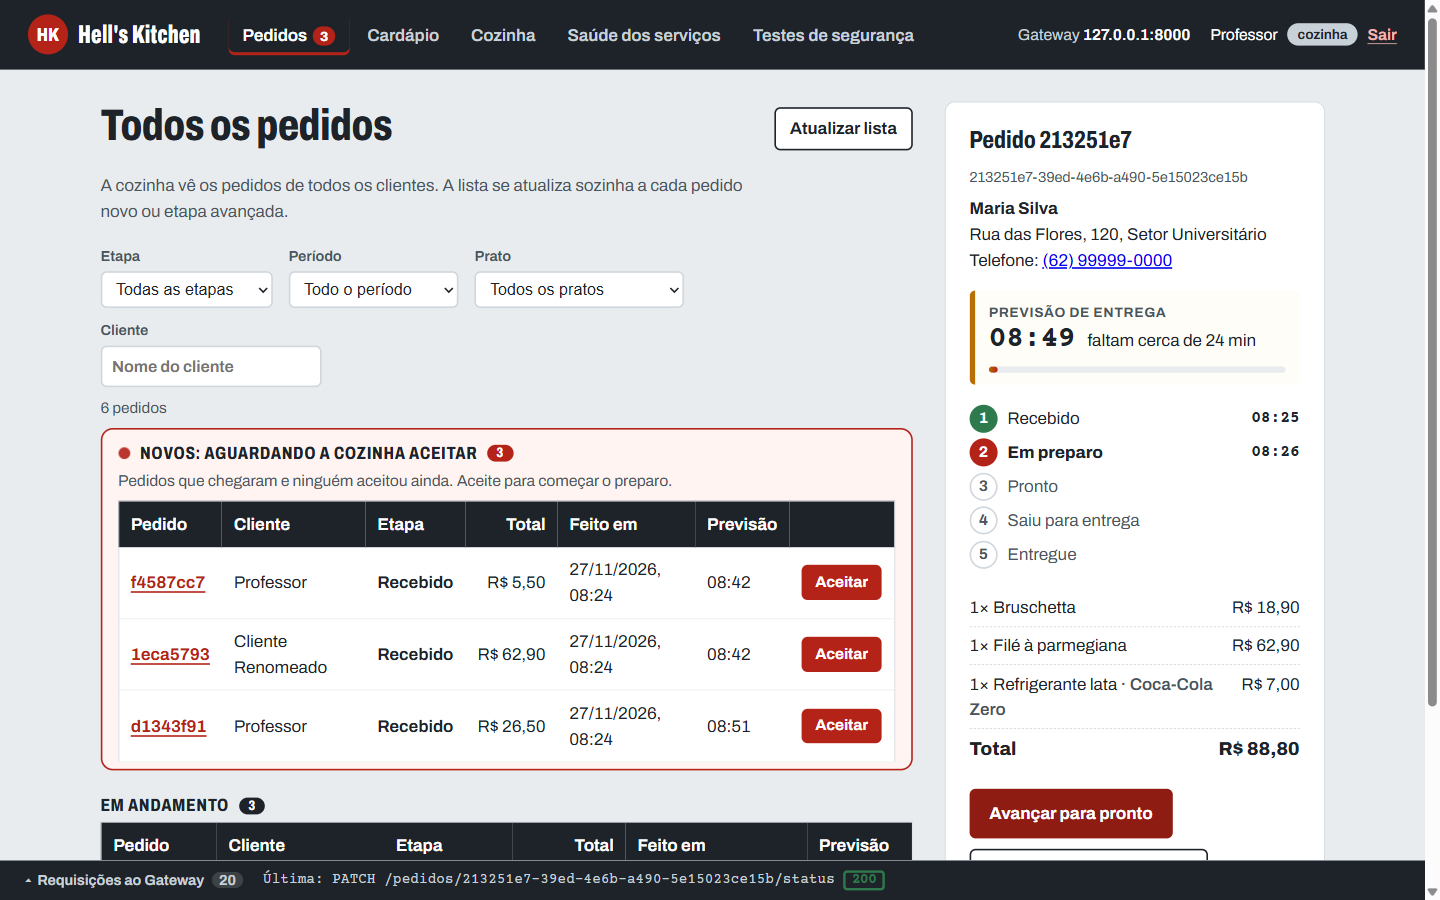 HK Hell's Kitchen Pedidos 3 Cardápio Cozinha Saúde dos serviços Testes de segurança Gateway 127.0.0.1:8000 Professor cozinha Sair
Todos os pedidos
Atualizar lista
A cozinha vê os pedidos de todos os clientes. A lista se atualiza sozinha a cada pedido
novo ou etapa avançada.
Etapa Período Prato
Todas as etapas Todo o período Todos os pratos
Cliente
Nome do cliente
6 pedidos
NOVOS: AGUARDANDO A COZINHA ACEITAR 3
Pedidos que chegaram e ninguém aceitou ainda. Aceite para começar o preparo.
Pedido Cliente Etapa Total Feito em Previsão
f4587cc7 Professor Recebido R$ 5,50 27/11/2026, 08:24 08:42 Aceitar
1eca5793 Cliente Renomeado Recebido R$ 62,90 27/11/2026, 08:24 08:42 Aceitar
d1343f91 Professor Recebido R$ 26,50 27/11/2026, 08:24 08:51 Aceitar
EM ANDAMENTO 3
Pedido Cliente Etapa Total Feito em Previsão
Pedido 213251e7
213251e7-39ed-4e6b-a490-5e15023ce15b
Maria Silva
Rua das Flores, 120, Setor Universitário
Telefone: (62) 99999-0000
PREVISÃO DE ENTREGA
08:49 faltam cerca de 24 min
1 Recebido 08:25
2 Em preparo 08:26
3 Pronto
4 Saiu para entrega
5 Entregue
1× Bruschetta R$ 18,90
1× Filé à parmegiana R$ 62,90
1× Refrigerante lata · Coca-Cola R$ 7,00
Zero
Total R$ 88,80
Avançar para pronto
Requisições ao Gateway 20 Última: PATCH /pedidos/213251e7-39ed-4e6b-a490-5e15023ce15b/status 200